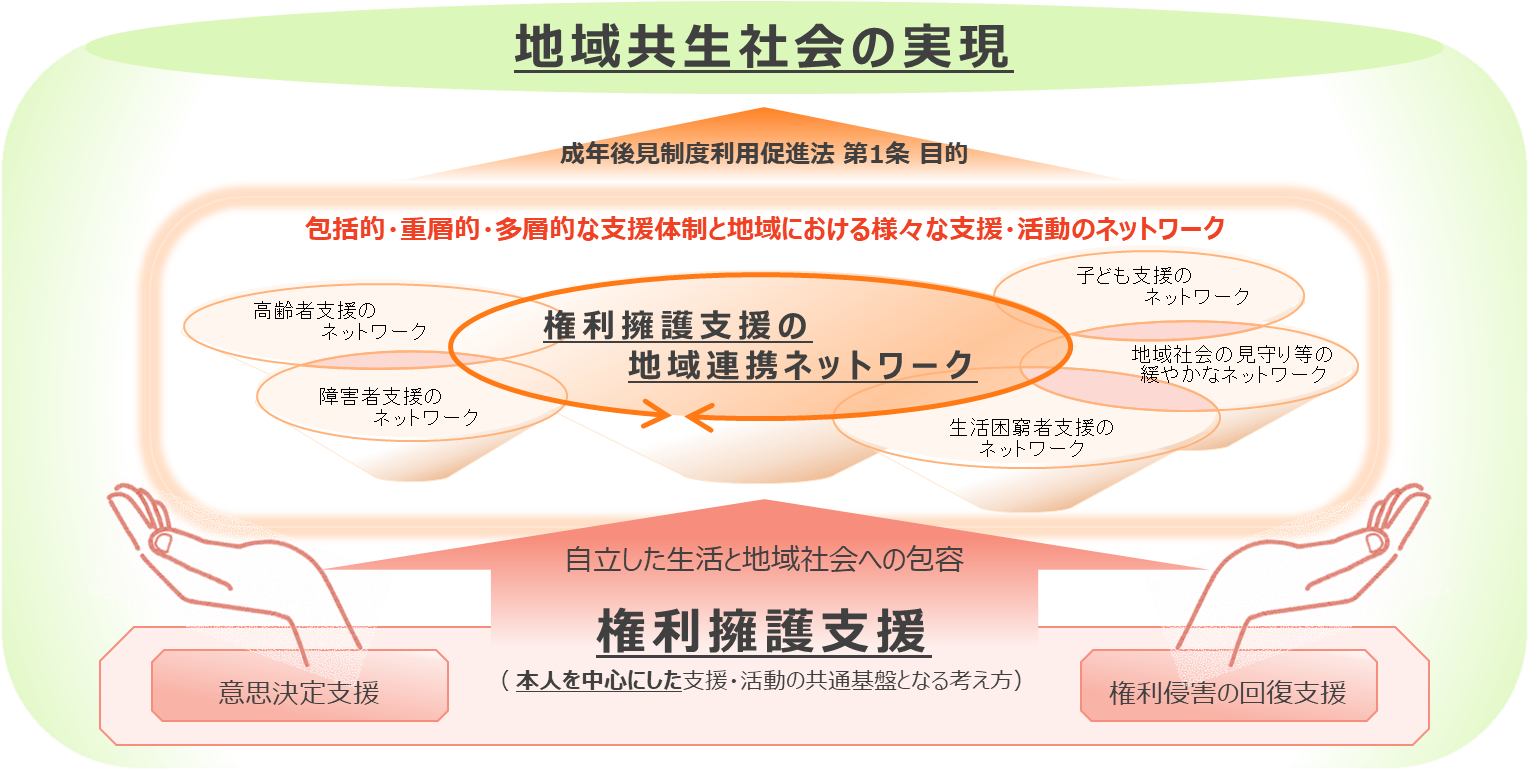 地域共生社会の実現
成年後見制度利用促進法 第1条 目的
包括的・重層的・多層的な支援体制と地域における様々な支援・活動のネットワーク
高齢者支援の
ネットワーク
障害者支援の
ネットワーク
権利擁護支援の
地域連携ネットワーク
子ども支援の
ネットワーク
地域社会の見守り等の
緩やかなネットワーク
生活困窮者支援の
ネットワーク
自立した生活と地域社会への包容
権利擁護支援
（ 本人を中心にした支援・活動の共通基盤となる考え方）
意思決定支援
権利侵害の回復支援